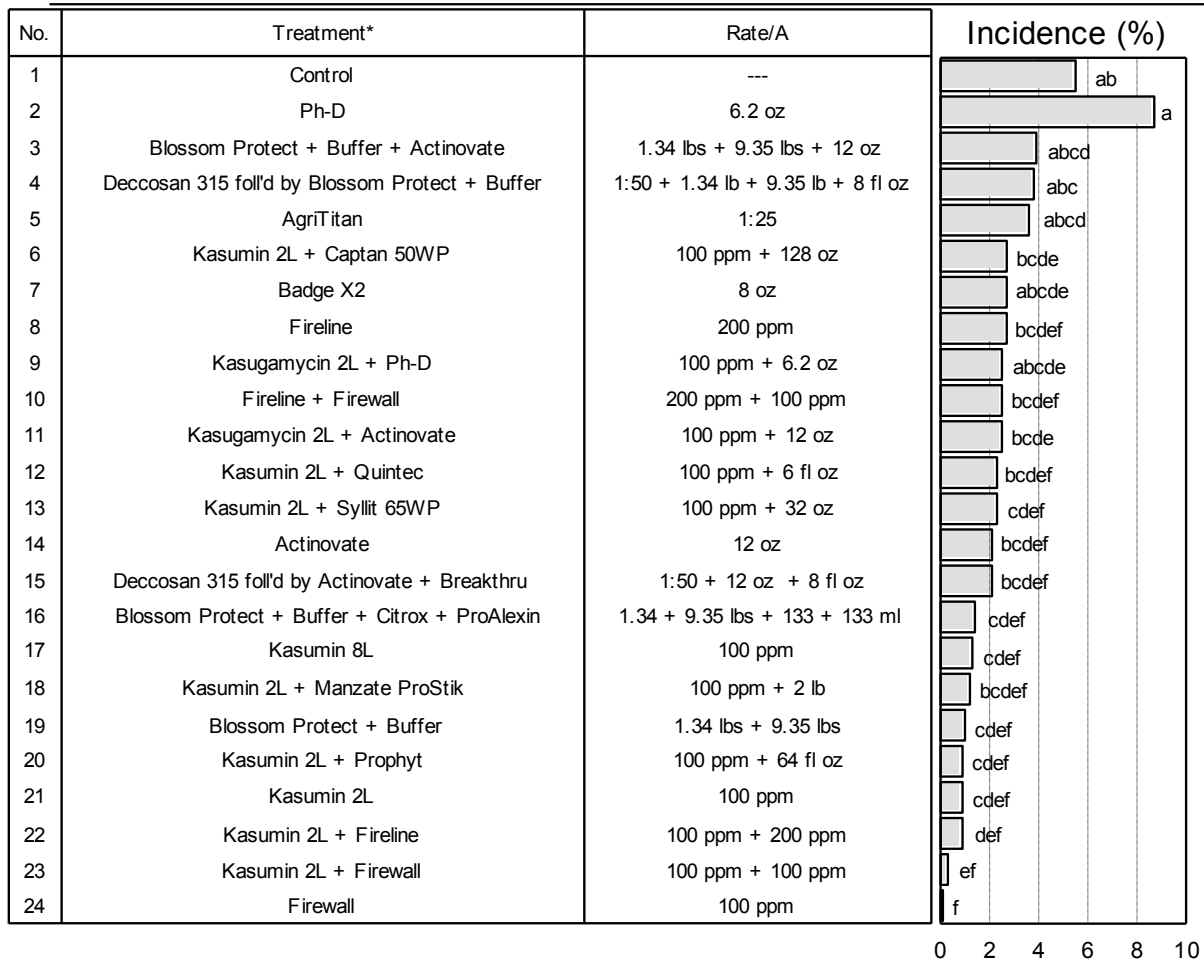 No. Treatment* Rate/A Incidence (%)
1 Control --- ab
2 Ph-D 6.2 oz a
3 Blossom Protect + Buffer + Actinovate 1.34 lbs + 9.35 lbs + 12 oz abcd
4 Deccosan 315 foll'd by Blossom Protect + Buffer 1:50 + 1.34 lb + 9.35 lb + 8 fl oz abc
5 AgriTitan 1:25 abcd
6 Kasumin 2L + Captan 50WP 100 ppm + 128 oz bcde
7 Badge X2 8 oz abcde
8 Fireline 200 ppm bcdef
9 Kasugamycin 2L + Ph-D 100 ppm + 6.2 oz abcde
10 Fireline + Firewall 200 ppm + 100 ppm bcdef
11 Kasugamycin 2L + Actinovate 100 ppm + 12 oz bcde
12 Kasumin 2L + Quintec 100 ppm + 6 fl oz bcdef
13 Kasumin 2L + Syllit 65WP 100 ppm + 32 oz cdef
14 Actinovate 12 oz bcdef
15 Deccosan 315 foll'd by Actinovate + Breakthru 1:50 + 12 oz + 8 fl oz bcdef
16 Blossom Protect + Buffer + Citrox + ProAlexin 1.34 + 9.35 lbs + 133 + 133 ml cdef
17 Kasumin 8L 100 ppm cdef
18 Kasumin 2L + Manzate ProStik 100 ppm + 2 lb bcdef
19 Blossom Protect + Buffer 1.34 lbs + 9.35 lbs cdef
20 Kasumin 2L + Prophyt 100 ppm + 64 fl oz cdef
21 Kasumin 2L 100 ppm cdef
22 Kasumin 2L + Fireline 100 ppm + 200 ppm def
23 Kasumin 2L + Firewall 100 ppm + 100 ppm ef
24 Firewall 100 ppm f
0 2 4 6 8 10